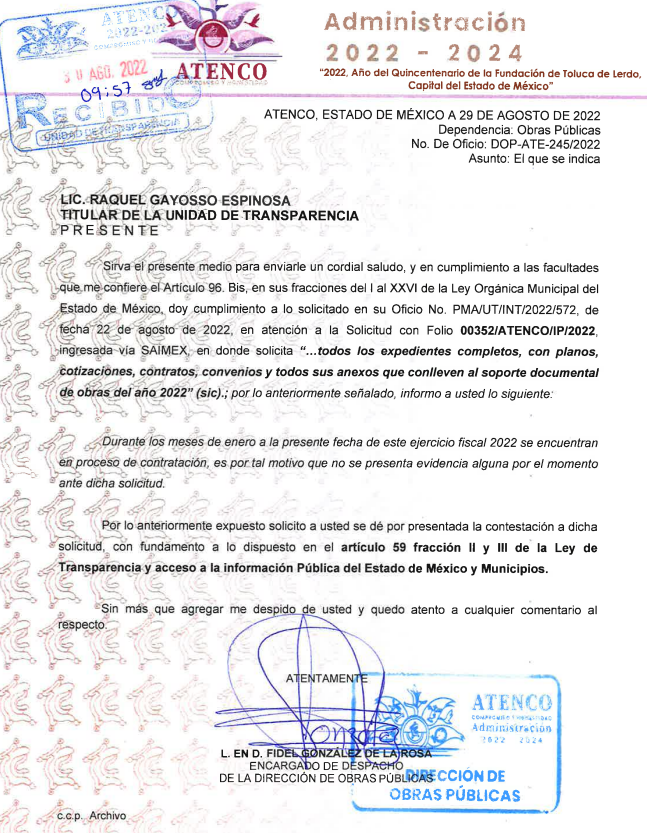 ATENCO
2022-2024
COMPROMISO Y HUMILDAD
30 AGO. 2022
09:57
RECIBIDO
UNIDAD DE TRANSPARENCIA
ATENCO
COMPROMISO Y HUMILDAD
Administración
2022 - 2024
“2022, Año del Quincentenario de la Fundación de Toluca de Lerdo,
Capital del Estado de México”
ATENCO, ESTADO DE MÉXICO A 29 DE AGOSTO DE 2022
Dependencia: Obras Públicas
No. De Oficio: DOP-ATE-245/2022
Asunto: El que se indica
LIC. RAQUEL GAYOSSO ESPINOSA
TITULAR DE LA UNIDAD DE TRANSPARENCIA
P R E S E N T E
Sirva el presente medio para enviarle un cordial saludo, y en cumplimiento a las facultades
que me confiere el Artículo 96. Bis, en sus fracciones del I al XXVI de la Ley Orgánica Municipal del
Estado de México, doy cumplimiento a lo solicitado en su Oficio No. PMA/UT/INT/2022/572, de
fecha 22 de agosto de 2022, en atención a la Solicitud con Folio 00352/ATENCO/IP/2022,
ingresada vía SAIMEX, en donde solicita “…todos los expedientes completos, con planos,
cotizaciones, contratos, convenios y todos sus anexos que conlleven al soporte documental
de obras del año 2022” (sic).; por lo anteriormente señalado, informo a usted lo siguiente:
Durante los meses de enero a la presente fecha de este ejercicio fiscal 2022 se encuentran
en proceso de contratación, es por tal motivo que no se presenta evidencia alguna por el momento
ante dicha solicitud.
Por lo anteriormente expuesto solicito a usted se dé por presentada la contestación a dicha
solicitud, con fundamento a lo dispuesto en el artículo 59 fracción II y III de la Ley de
Transparencia y acceso a la información Pública del Estado de México y Municipios.
Sin más que agregar me despido de usted y quedo atento a cualquier comentario al
respecto.
ATENTAMENTE
L. EN D. FIDEL GONZÁLEZ DE LA ROSA
ENCARGADO DE DESPACHO
DE LA DIRECCIÓN DE OBRAS PÚBLICAS
ATENCO
COMPROMISO Y HUMILDAD
Administración
2022 2024
DIRECCIÓN DE
OBRAS PÚBLICAS
c.c.p. Archivo